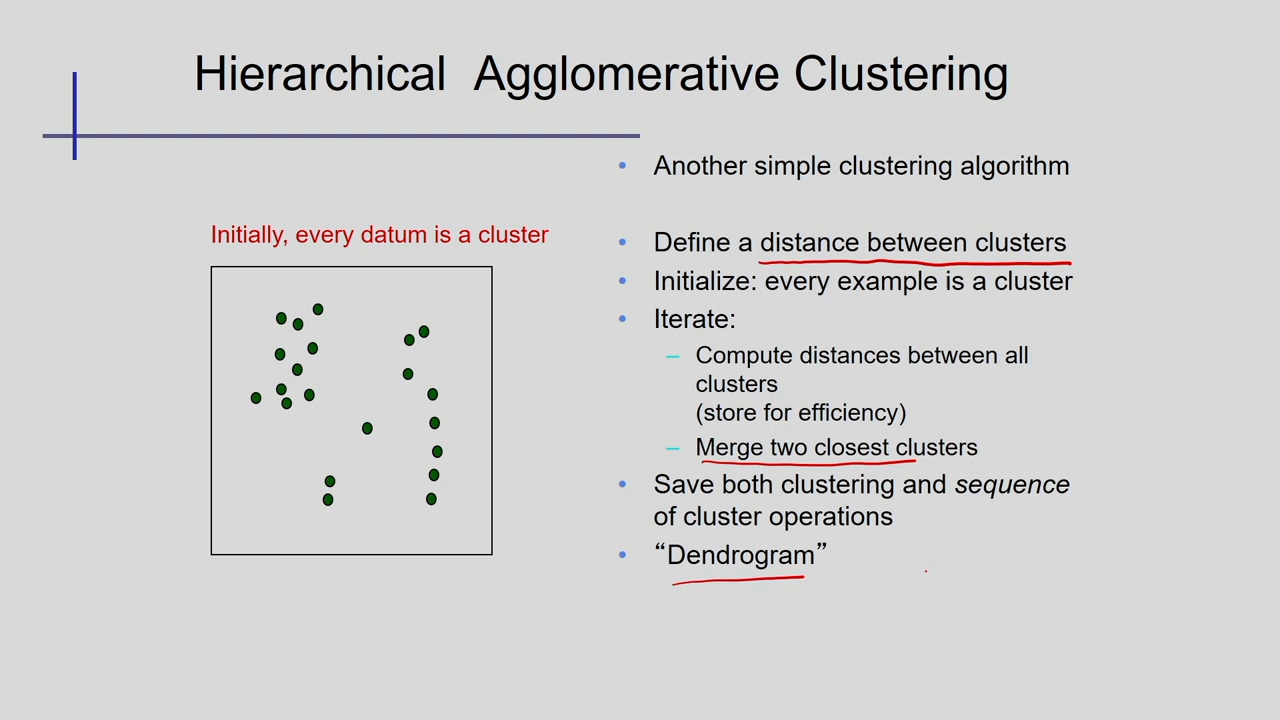 Hierarchical Agglomerative Clustering
Initially, every datum is a cluster
• Another simple clustering algorithm
• Define a distance between clusters
• Initialize: every example is a cluster
• Iterate:
– Compute distances between all
clusters
(store for efficiency)
– Merge two closest clusters
• Save both clustering and sequence
of cluster operations
• “Dendrogram”